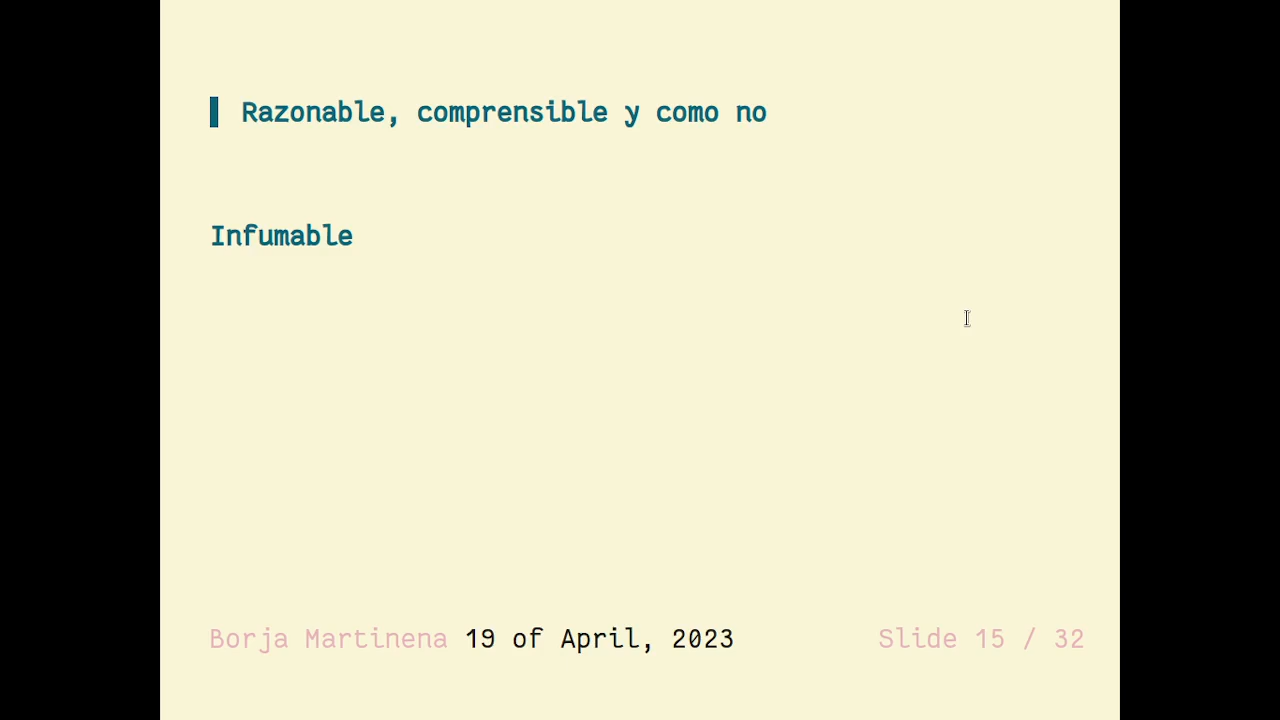 Razonable, comprensible y como no
Infumable
Borja Martinena 19 of April, 2023 Slide 15 / 32